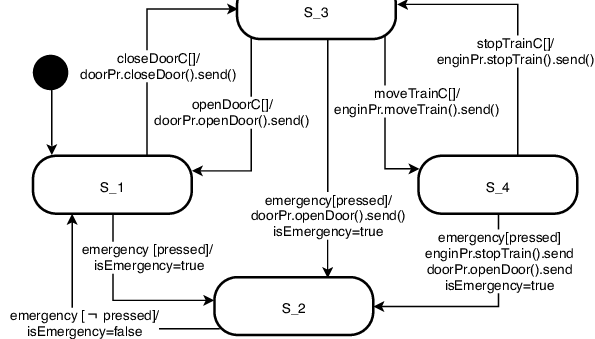 S_3
closeDoorC[]/
doorPr.closeDoor().send()
stopTrainC[]/
enginPr.stopTrain().send()
openDoorC[]/
doorPr.openDoor().send()
moveTrainC[]/
enginPr.moveTrain().send()
S_1
S_4
emergency[pressed]/
doorPr.openDoor().send()
isEmergency=true
emergency [pressed]/
isEmergency=true
emergency[pressed]
enginPr.stopTrain().send
doorPr.openDoor().send
isEmergency=true
S_2
emergency [ ¬ pressed]/
isEmergency=false